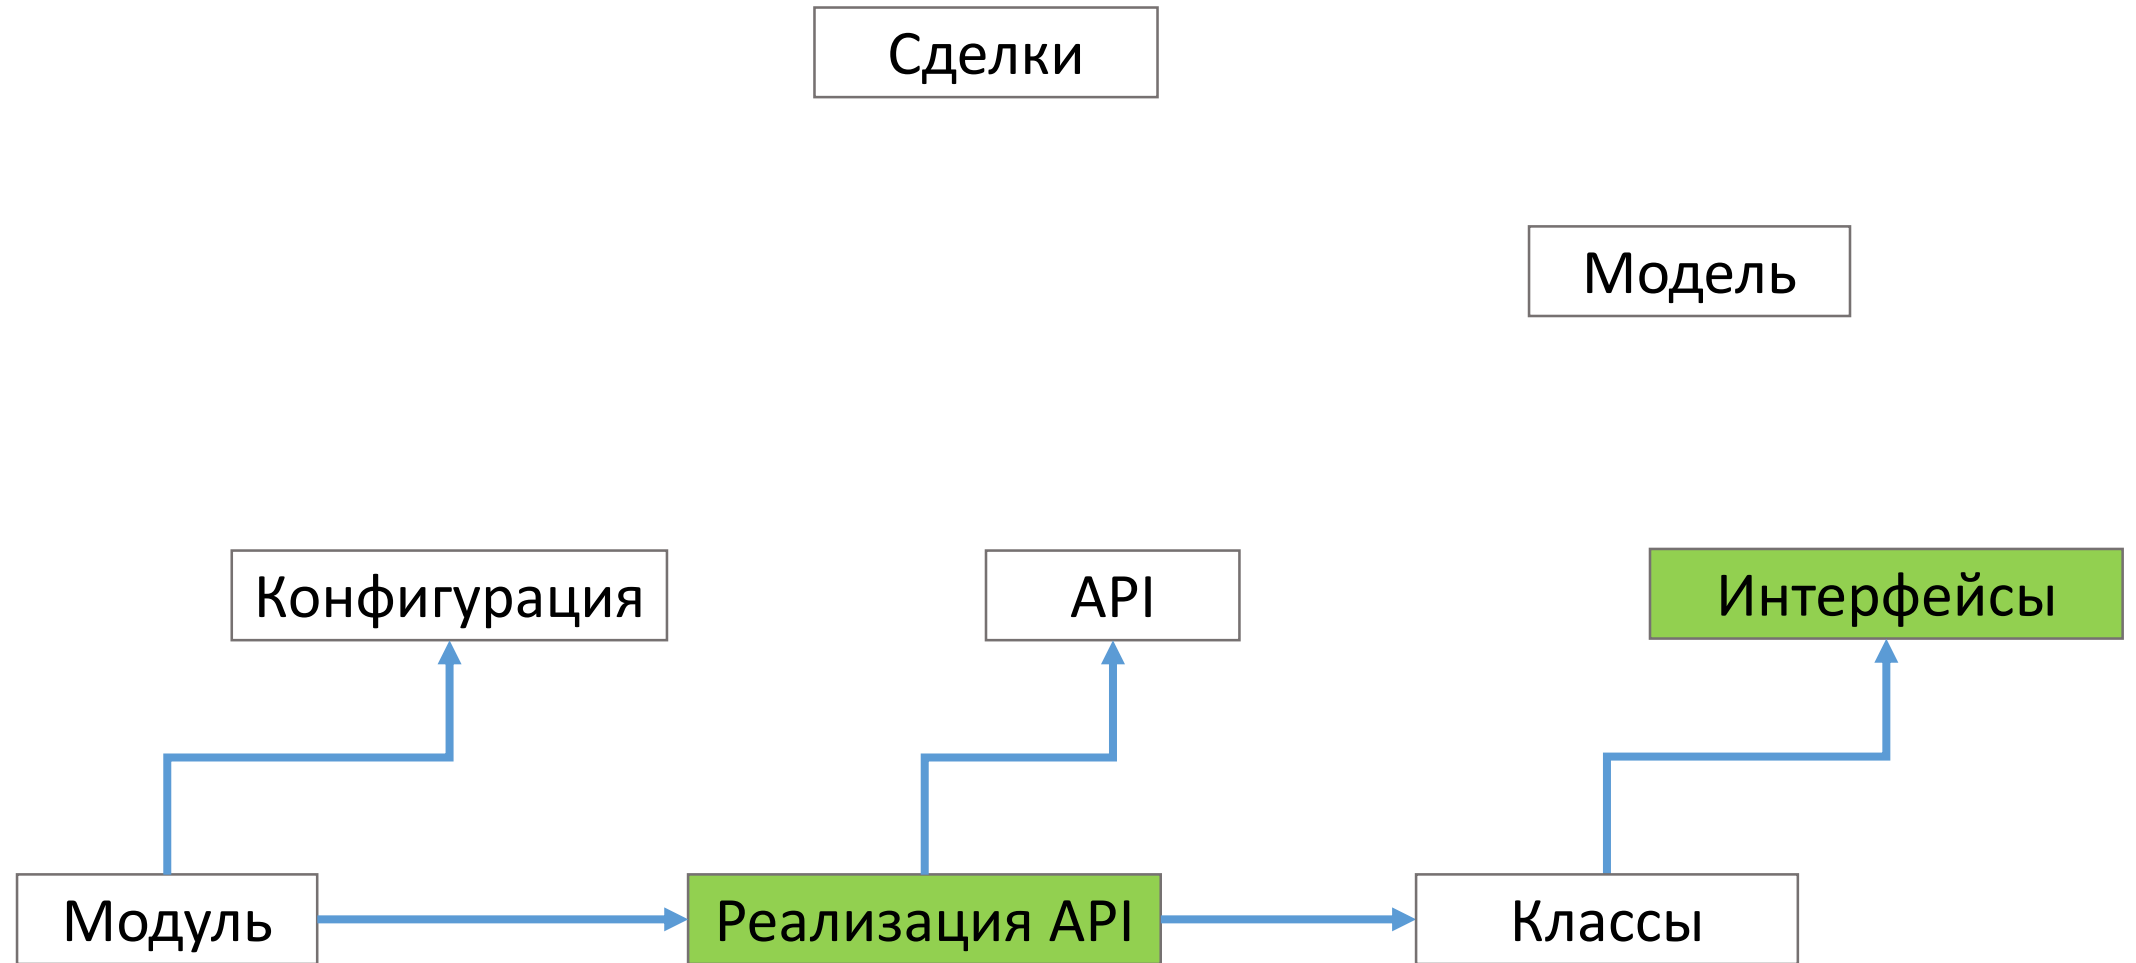 Сделки
Модель
Конфигурация
API
Интерфейсы
Модуль
Реализация API
Классы